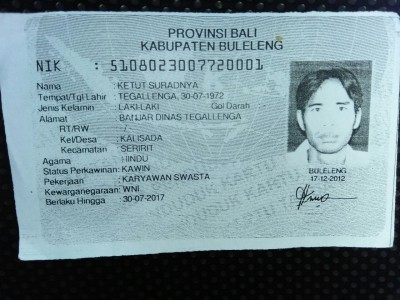 PROVINSI BALI
KABUPATEN BULELENG
NIK : 5108023007720001
Nama : KETUT SURADNYA
Tempat/Tgl Lahir : TEGALLENGA, 30-07-1972
Jenis Kelamin : LAKI-LAKI Gol Darah -
Alamat : BANJAR DINAS TEGALLENGA
RT/RW : -/-
Kel/Desa : KALISADA
Kecamatan : SERIRIT
Agama : HINDU
Status Perkawinan: KAWIN
Pekerjaan : KARYAWAN SWASTA
Kewarganegaraan: WNI
Berlaku Hingga : 30-07-2017
BULELENG
17-12-2012